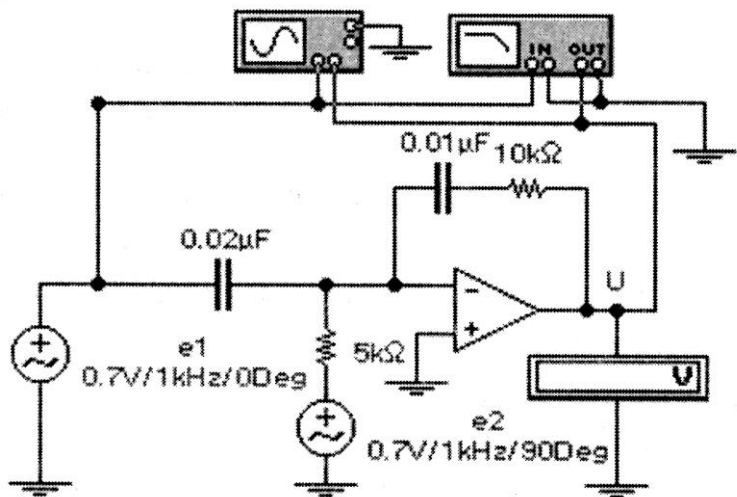 IN OUT
0.01µF
10kΩ
0.02µF
U
−
+
e1
0.7V/1kHz/0Deg
5kΩ
V
e2
0.7V/1kHz/90Deg